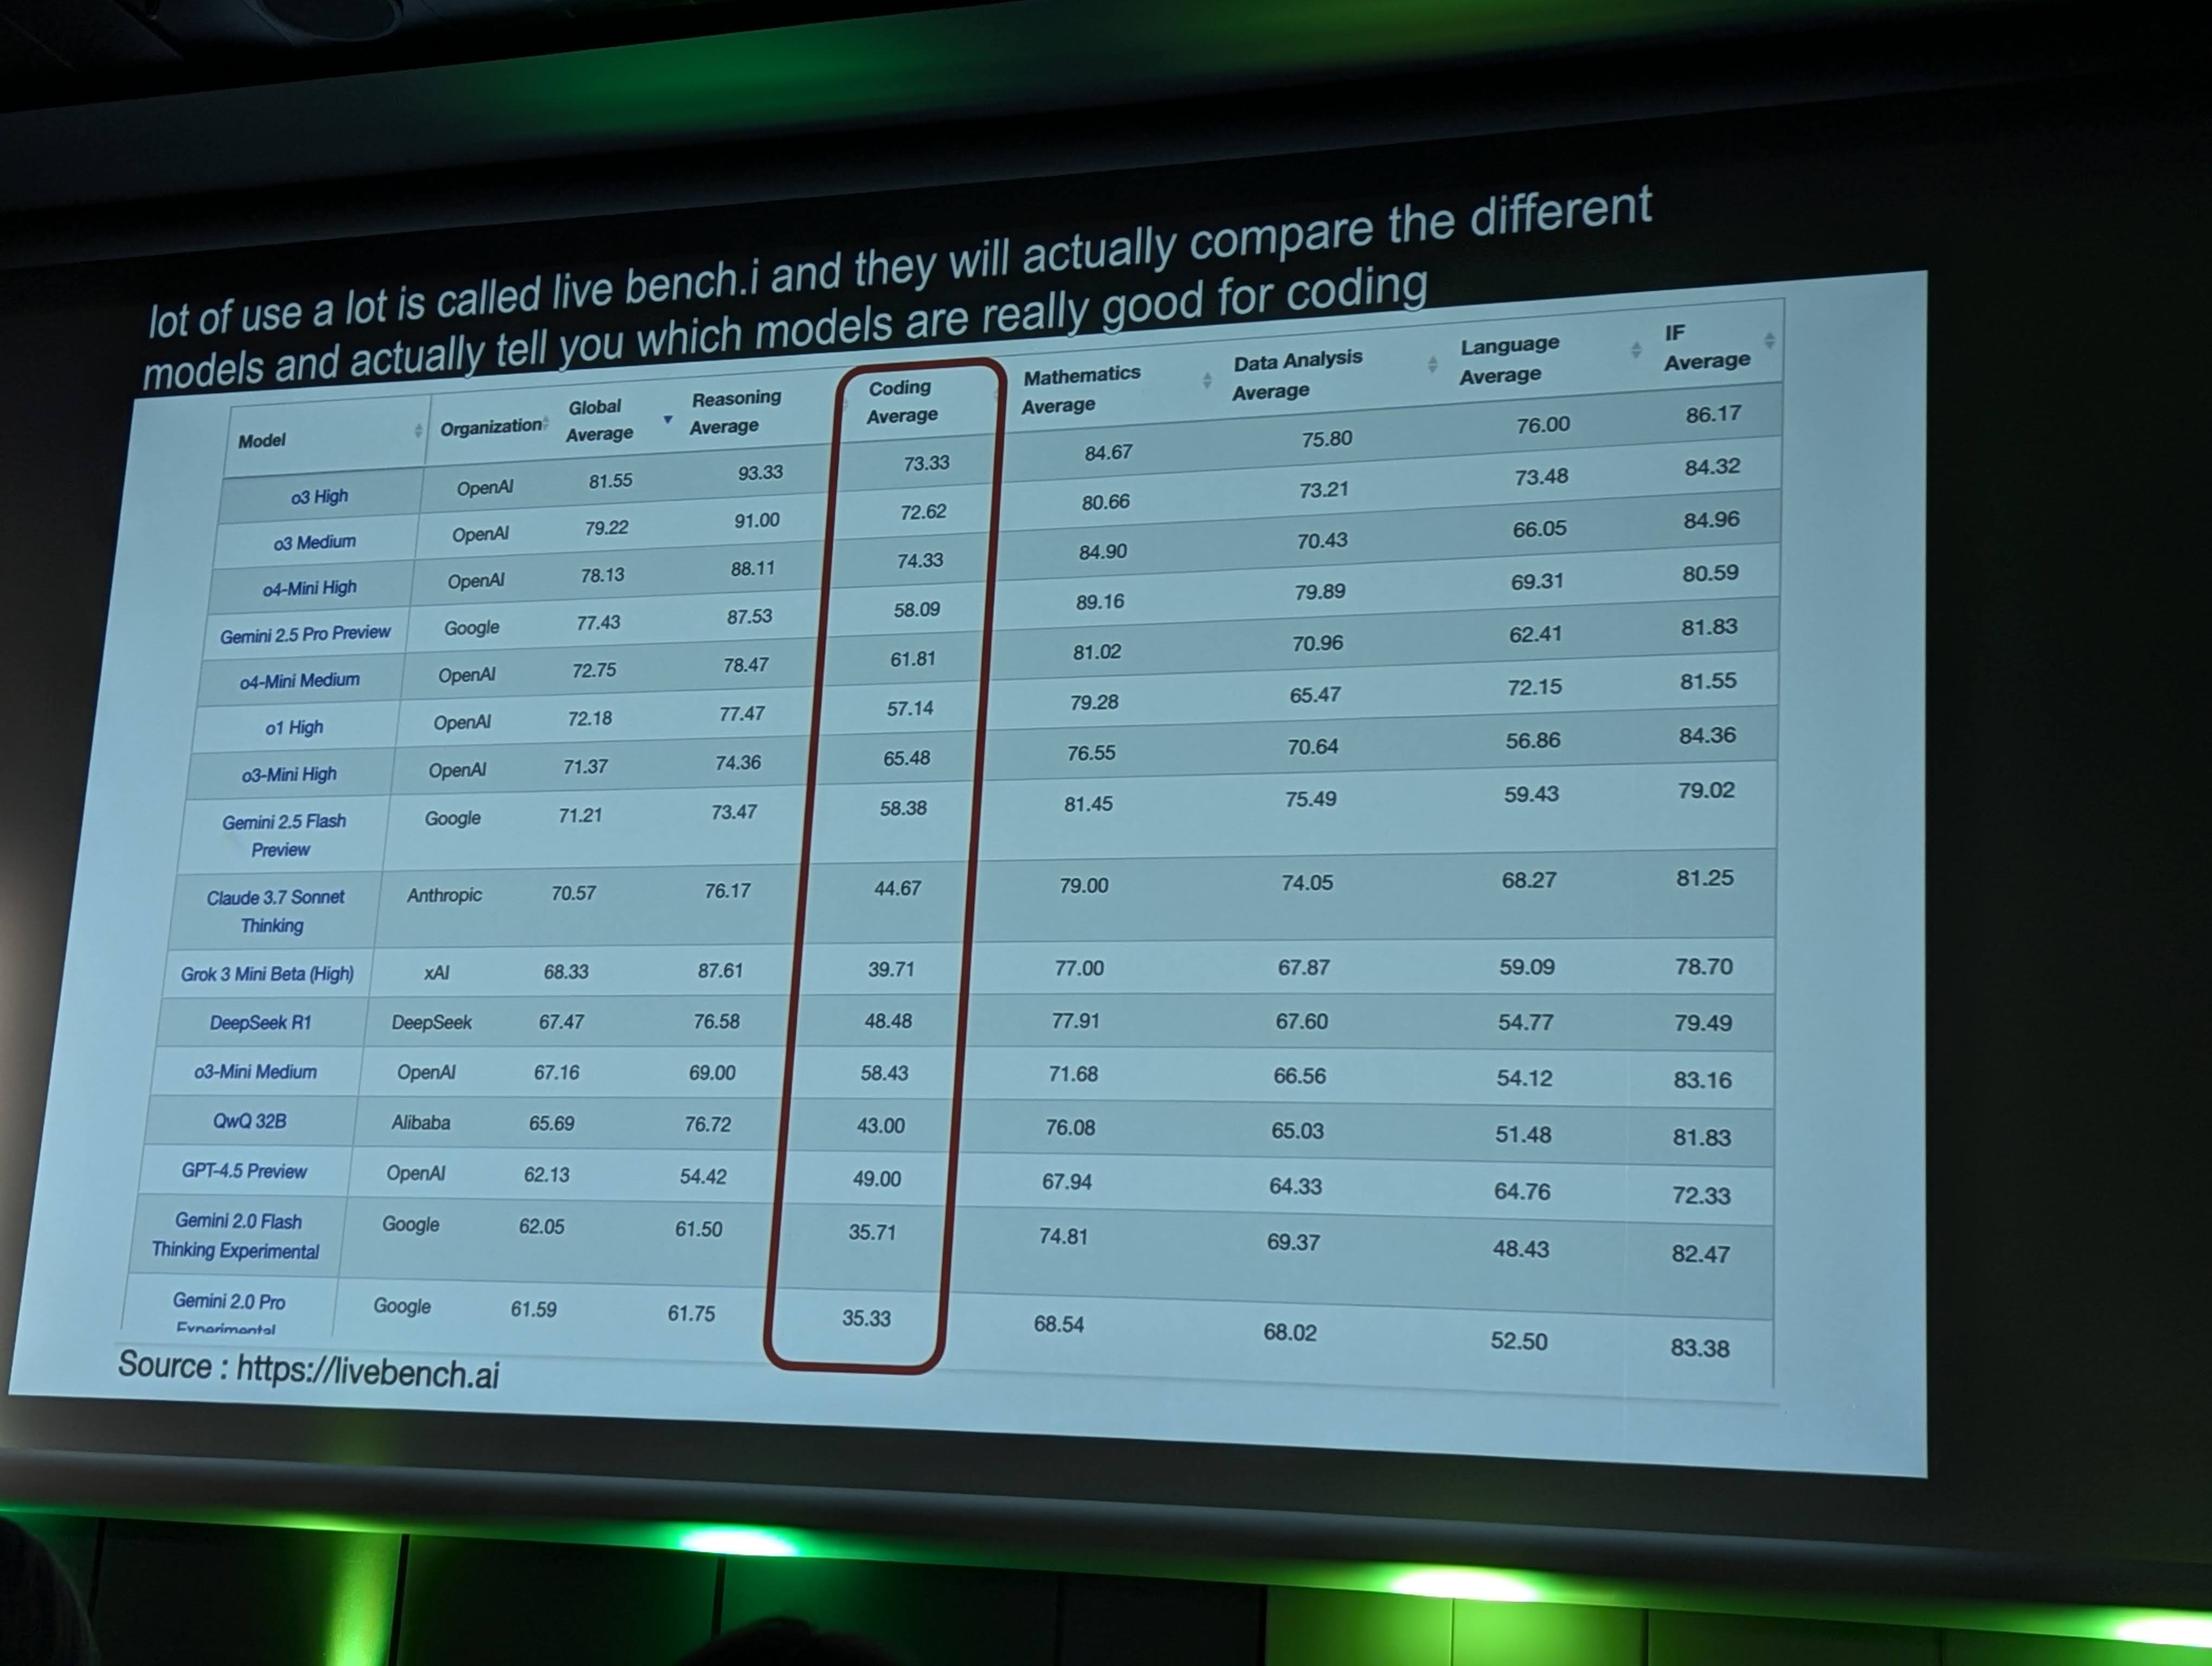 lot of use a lot is called live bench.i and they will actually compare the different
models and actually tell you which models are really good for coding
Model Organization Global Average Reasoning Average Coding Average Mathematics Average Data Analysis Average Language Average IF Average
o3 High OpenAI 81.55 93.33 73.33 84.67 75.80 76.00 86.17
o3 Medium OpenAI 79.22 91.00 72.62 80.66 73.21 73.48 84.32
o4-Mini High OpenAI 78.13 88.11 74.33 84.90 70.43 66.05 84.96
Gemini 2.5 Pro Preview Google 77.43 87.53 58.09 89.16 79.89 69.31 80.59
o4-Mini Medium OpenAI 72.75 78.47 61.81 81.02 70.96 62.41 81.83
o1 High OpenAI 72.18 77.47 57.14 79.28 65.47 72.15 81.55
o3-Mini High OpenAI 71.37 74.36 65.48 76.55 70.64 56.86 84.36
Gemini 2.5 Flash Preview Google 71.21 73.47 58.38 81.45 75.49 59.43 79.02
Claude 3.7 Sonnet Thinking Anthropic 70.57 76.17 44.67 79.00 74.05 68.27 81.25
Grok 3 Mini Beta (High) xAI 68.33 87.61 39.71 77.00 67.87 59.09 78.70
DeepSeek R1 DeepSeek 67.47 76.58 48.48 77.91 67.60 54.77 79.49
o3-Mini Medium OpenAI 67.16 69.00 58.43 71.68 66.56 54.12 83.16
QwQ 32B Alibaba 65.69 76.72 43.00 76.08 65.03 51.48 81.83
GPT-4.5 Preview OpenAI 62.13 54.42 49.00 67.94 64.33 64.76 72.33
Gemini 2.0 Flash Thinking Experimental Google 62.05 61.50 35.71 74.81 69.37 48.43 82.47
Gemini 2.0 Pro Experimental Google 61.59 61.75 35.33 68.54 68.02 52.50 83.38
Source : https://livebench.ai